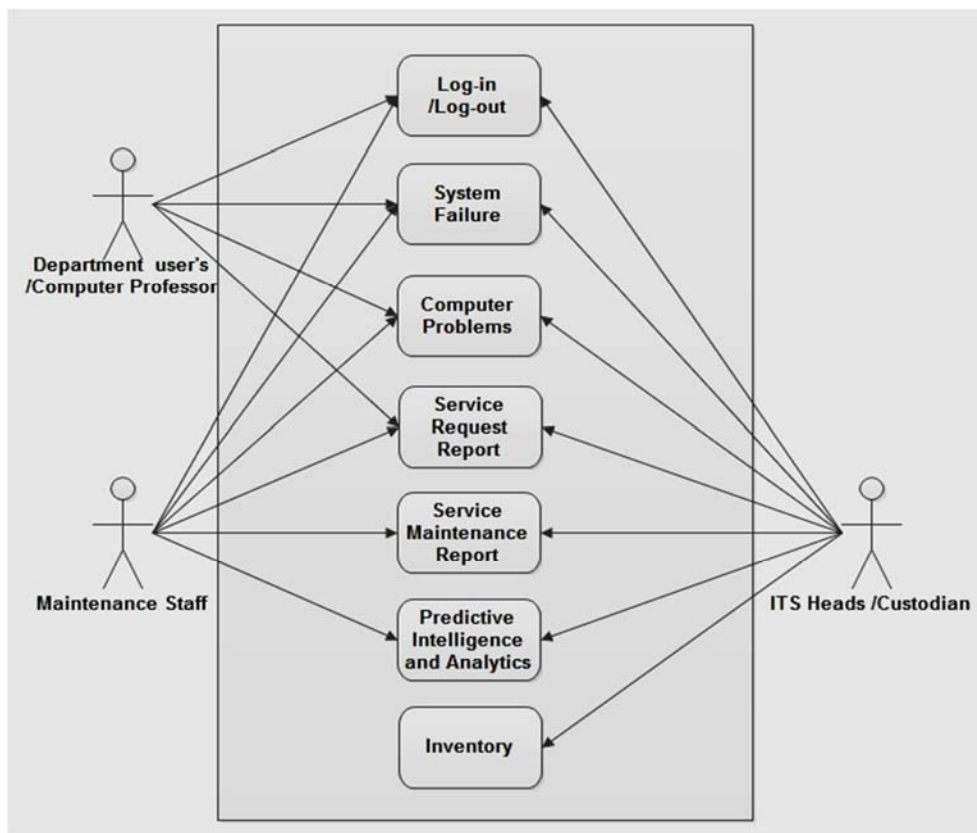 Log-in
/Log-out
System
Failure
Department user's
/Computer Professor
Computer
Problems
Service
Request
Report
Service
Maintenance
Report
Maintenance Staff
ITS Heads /Custodian
Predictive
Intelligence
and Analytics
Inventory